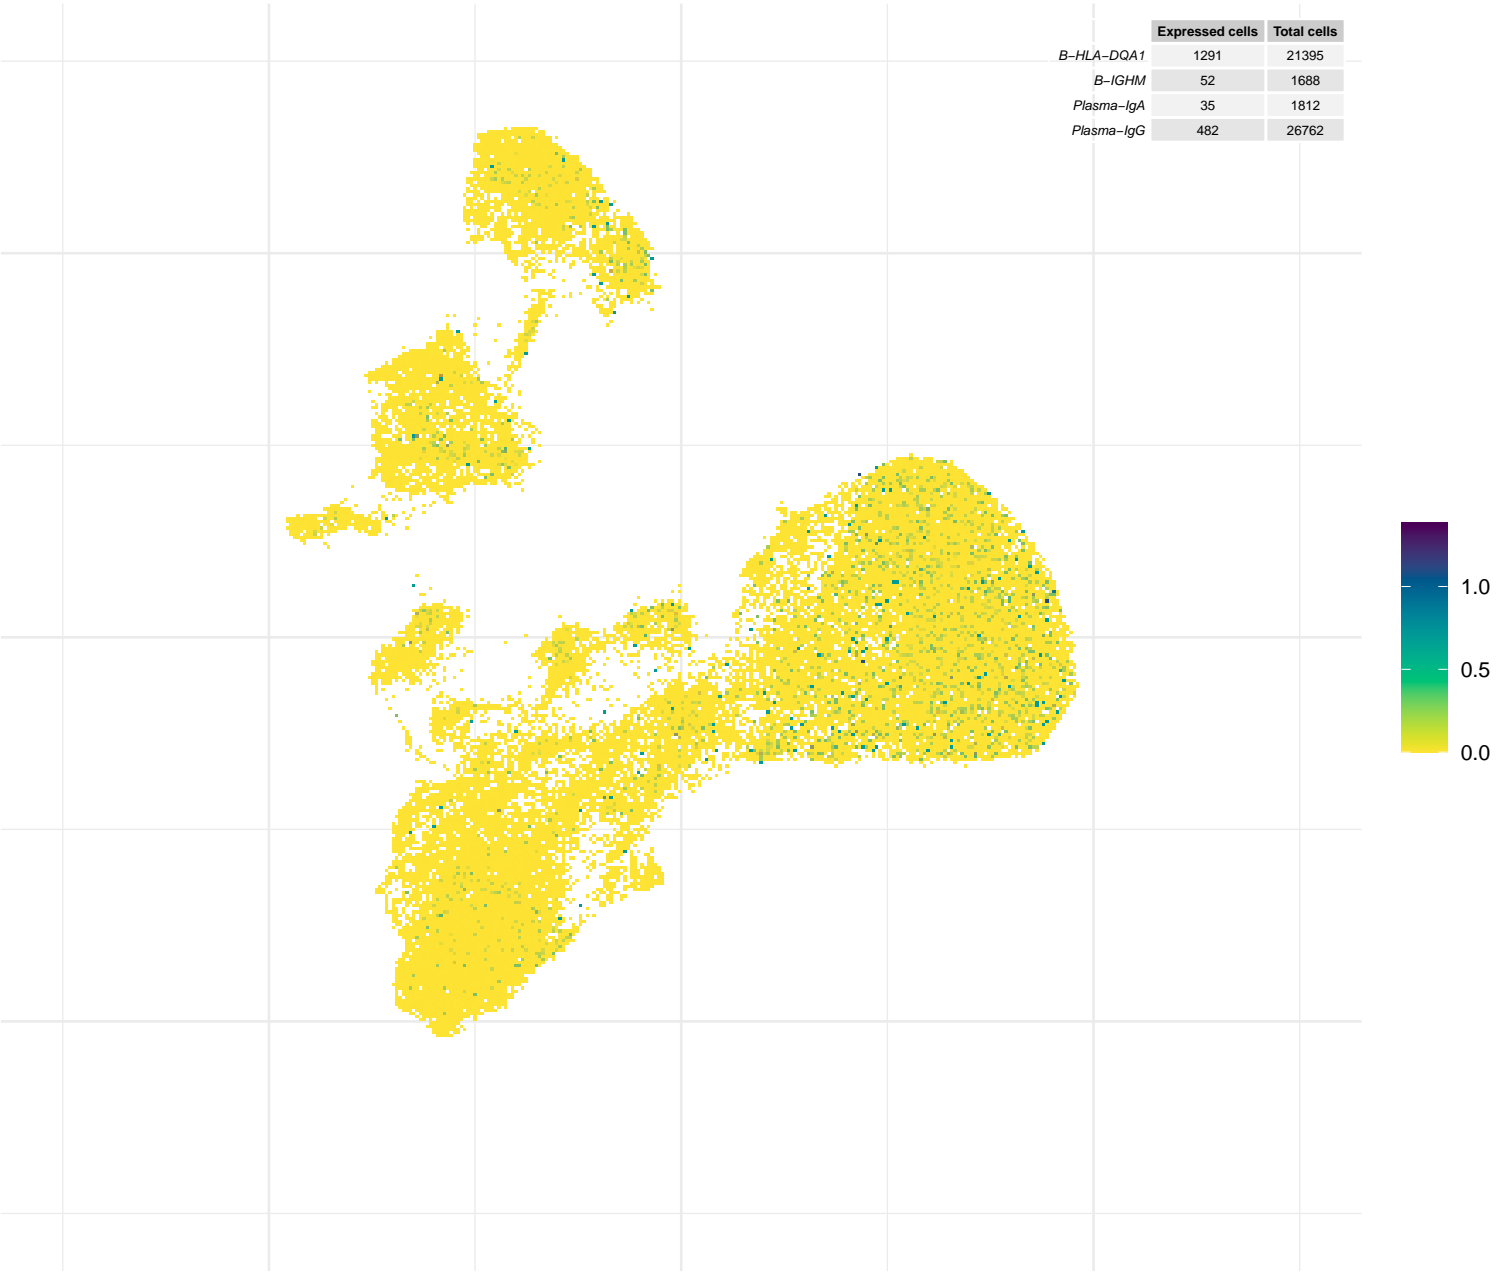 Expressed cells Total cells
B−HLA−DQA1 1291 21395
B−IGHM 52 1688
Plasma−IgA 35 1812
Plasma−IgG 482 26762
1.0
0.5
0.0